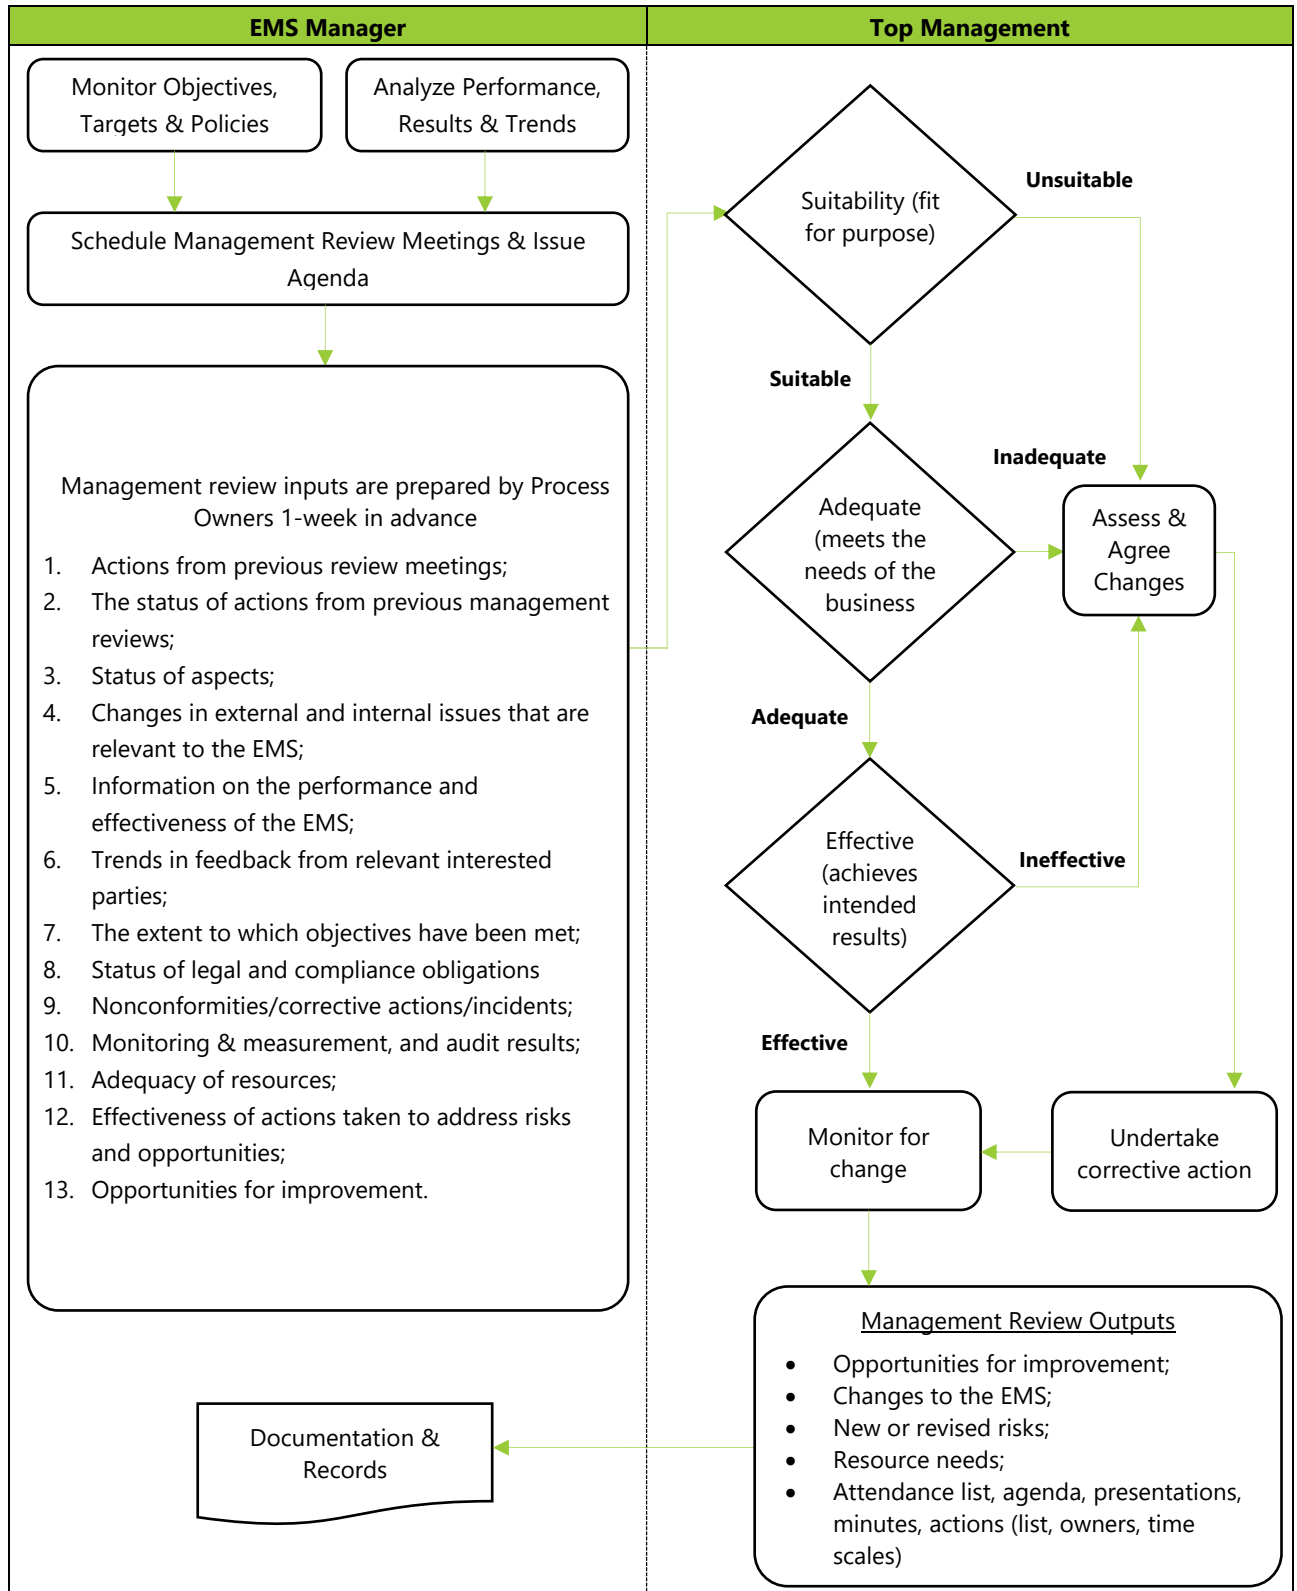 EMS Manager
Top Management
Monitor Objectives,
Targets & Policies
Analyze Performance,
Results & Trends
Schedule Management Review Meetings & Issue
Agenda
Management review inputs are prepared by Process
Owners 1-week in advance
1. Actions from previous review meetings;
2. The status of actions from previous management
reviews;
3. Status of aspects;
4. Changes in external and internal issues that are
relevant to the EMS;
5. Information on the performance and
effectiveness of the EMS;
6. Trends in feedback from relevant interested
parties;
7. The extent to which objectives have been met;
8. Status of legal and compliance obligations
9. Nonconformities/corrective actions/incidents;
10. Monitoring & measurement, and audit results;
11. Adequacy of resources;
12. Effectiveness of actions taken to address risks
and opportunities;
13. Opportunities for improvement.
Documentation &
Records
Suitability (fit
for purpose)
Unsuitable
Suitable
Adequate
(meets the
needs of the
business
Inadequate
Assess &
Agree
Changes
Adequate
Effective
(achieves
intended
results)
Ineffective
Effective
Monitor for
change
Undertake
corrective action
Management Review Outputs
• Opportunities for improvement;
• Changes to the EMS;
• New or revised risks;
• Resource needs;
• Attendance list, agenda, presentations,
minutes, actions (list, owners, time
scales)